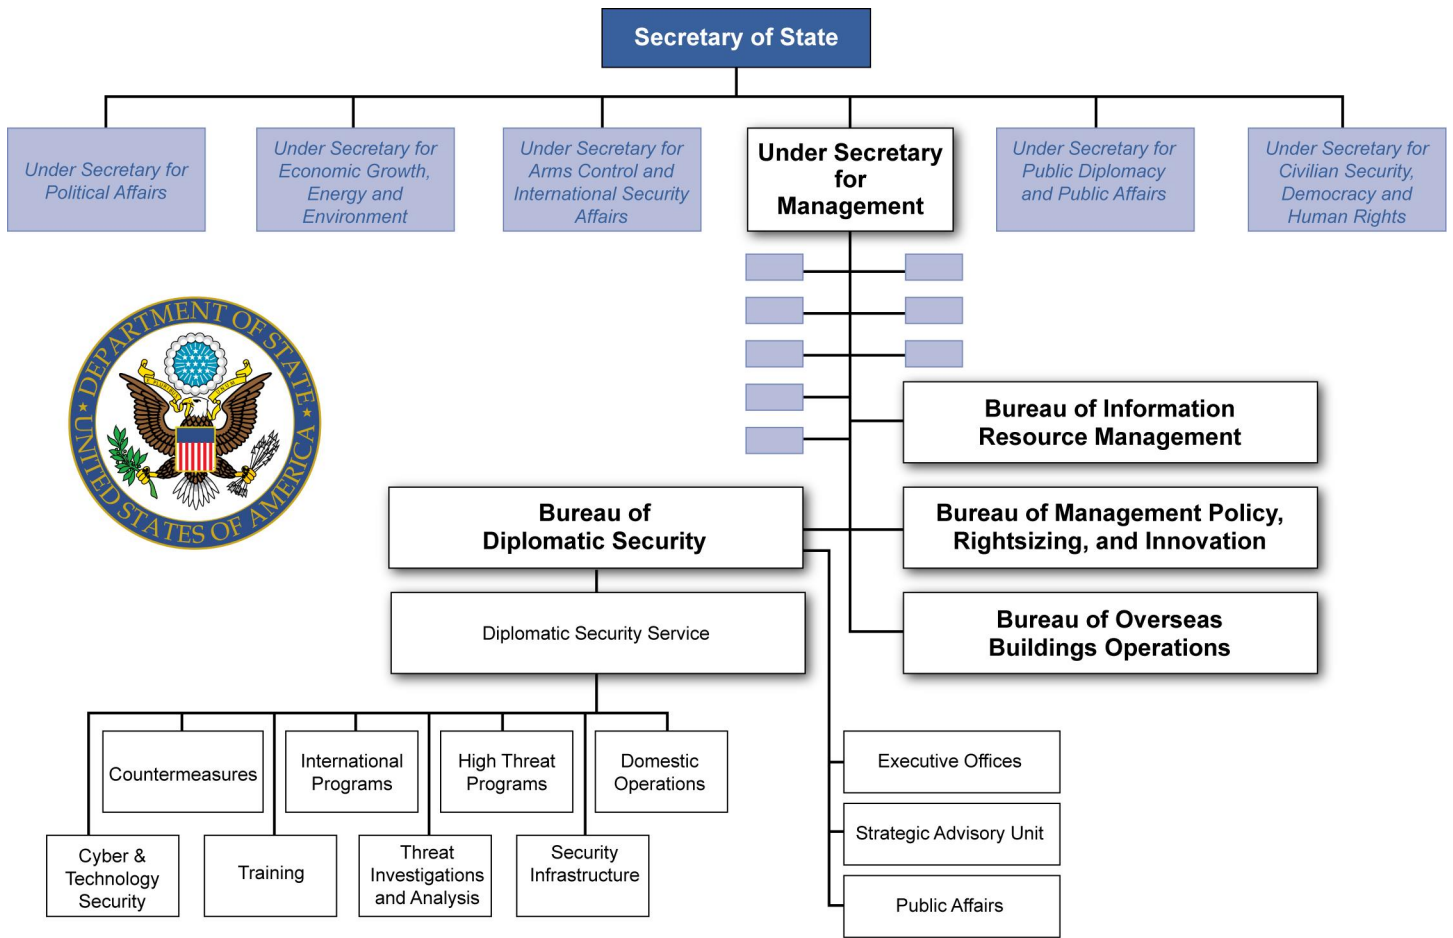 Secretary of State
Under Secretary for
Political Affairs
Under Secretary for
Economic Growth,
Energy and
Environment
Under Secretary for
Arms Control and
International Security
Affairs
Under Secretary
for
Management
Under Secretary for
Public Diplomacy
and Public Affairs
Under Secretary for
Civilian Security,
Democracy and
Human Rights
DEPARTMENT OF STATE
UNITED STATES OF AMERICA
Bureau of Information
Resource Management
Bureau of
Diplomatic Security
Bureau of Management Policy,
Rightsizing, and Innovation
Diplomatic Security Service
Bureau of Overseas
Buildings Operations
Countermeasures
International
Programs
High Threat
Programs
Domestic
Operations
Cyber &
Technology
Security
Training
Threat
Investigations
and Analysis
Security
Infrastructure
Executive Offices
Strategic Advisory Unit
Public Affairs